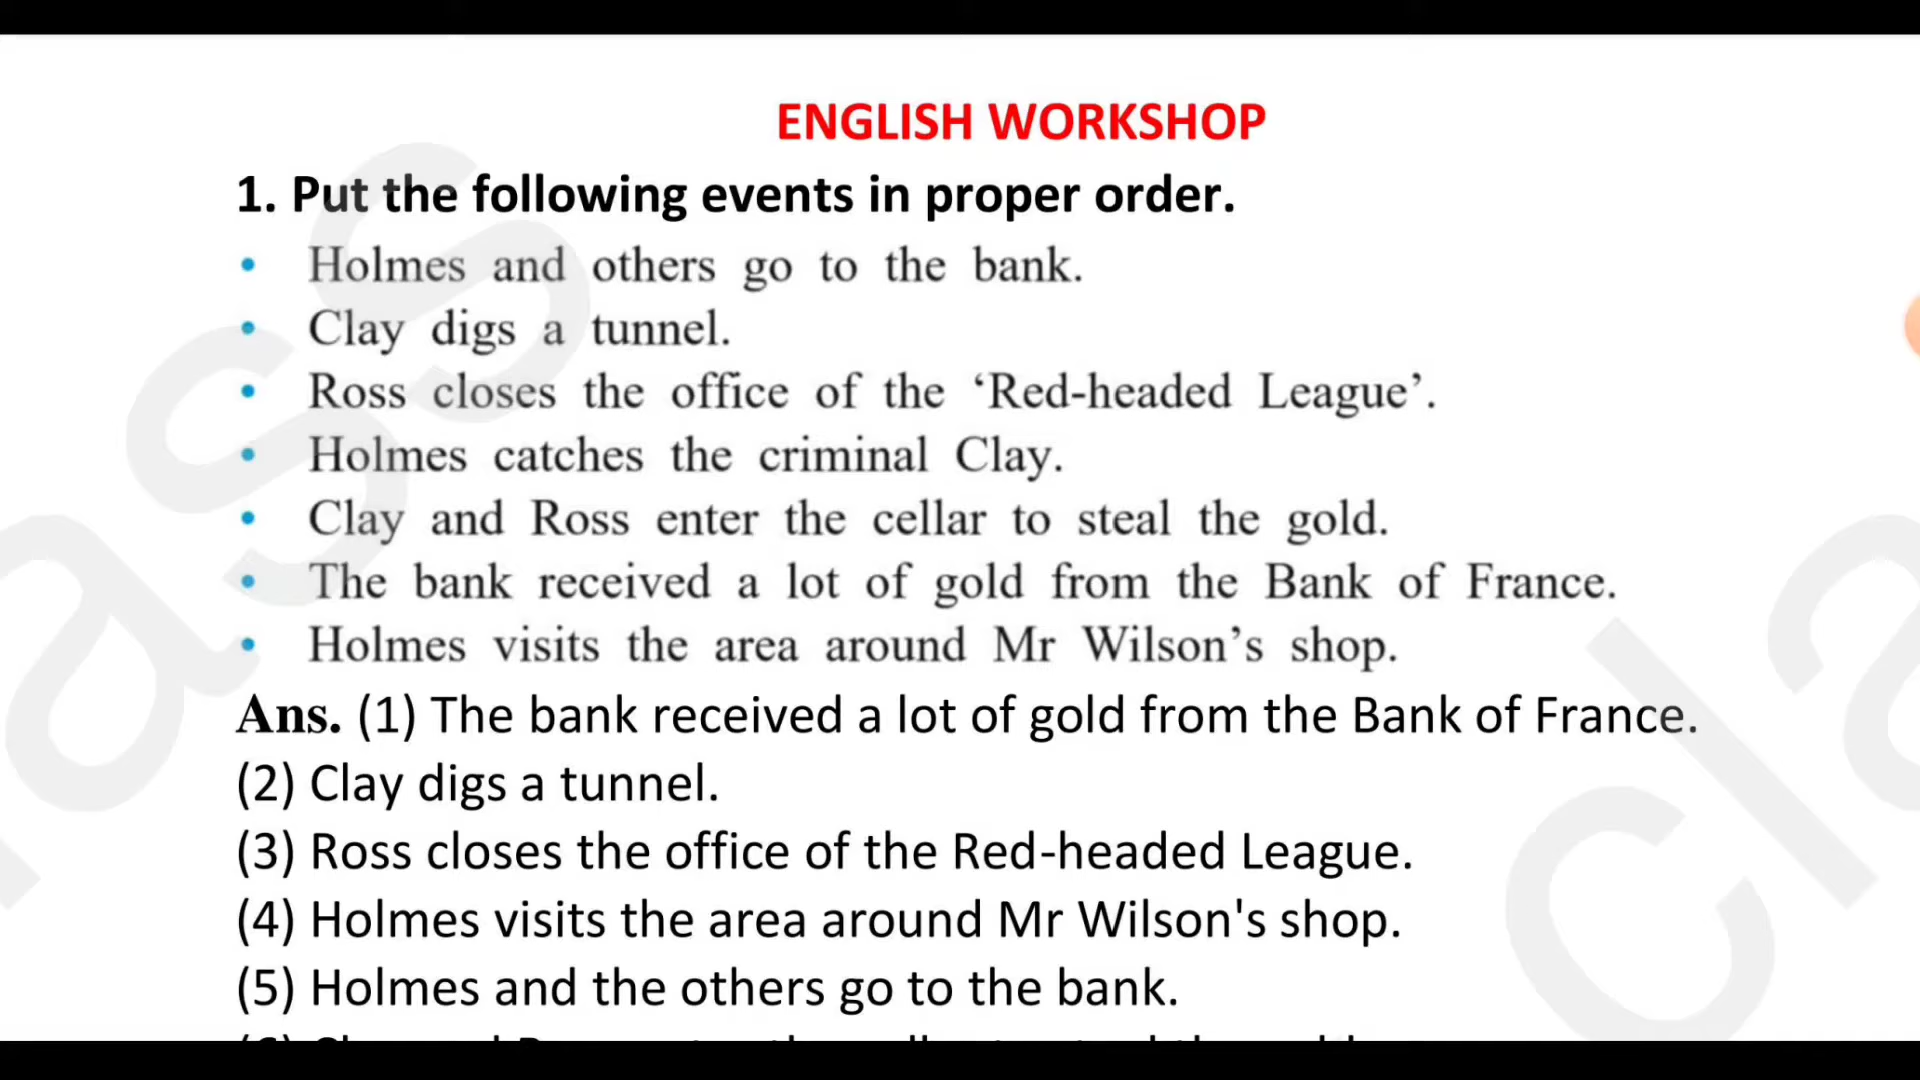 ENGLISH WORKSHOP
1. Put the following events in proper order.
• Holmes and others go to the bank.
• Clay digs a tunnel.
• Ross closes the office of the ‘Red-headed League’.
• Holmes catches the criminal Clay.
• Clay and Ross enter the cellar to steal the gold.
• The bank received a lot of gold from the Bank of France.
• Holmes visits the area around Mr Wilson’s shop.
Ans. (1) The bank received a lot of gold from the Bank of France.
(2) Clay digs a tunnel.
(3) Ross closes the office of the Red-headed League.
(4) Holmes visits the area around Mr Wilson's shop.
(5) Holmes and the others go to the bank.